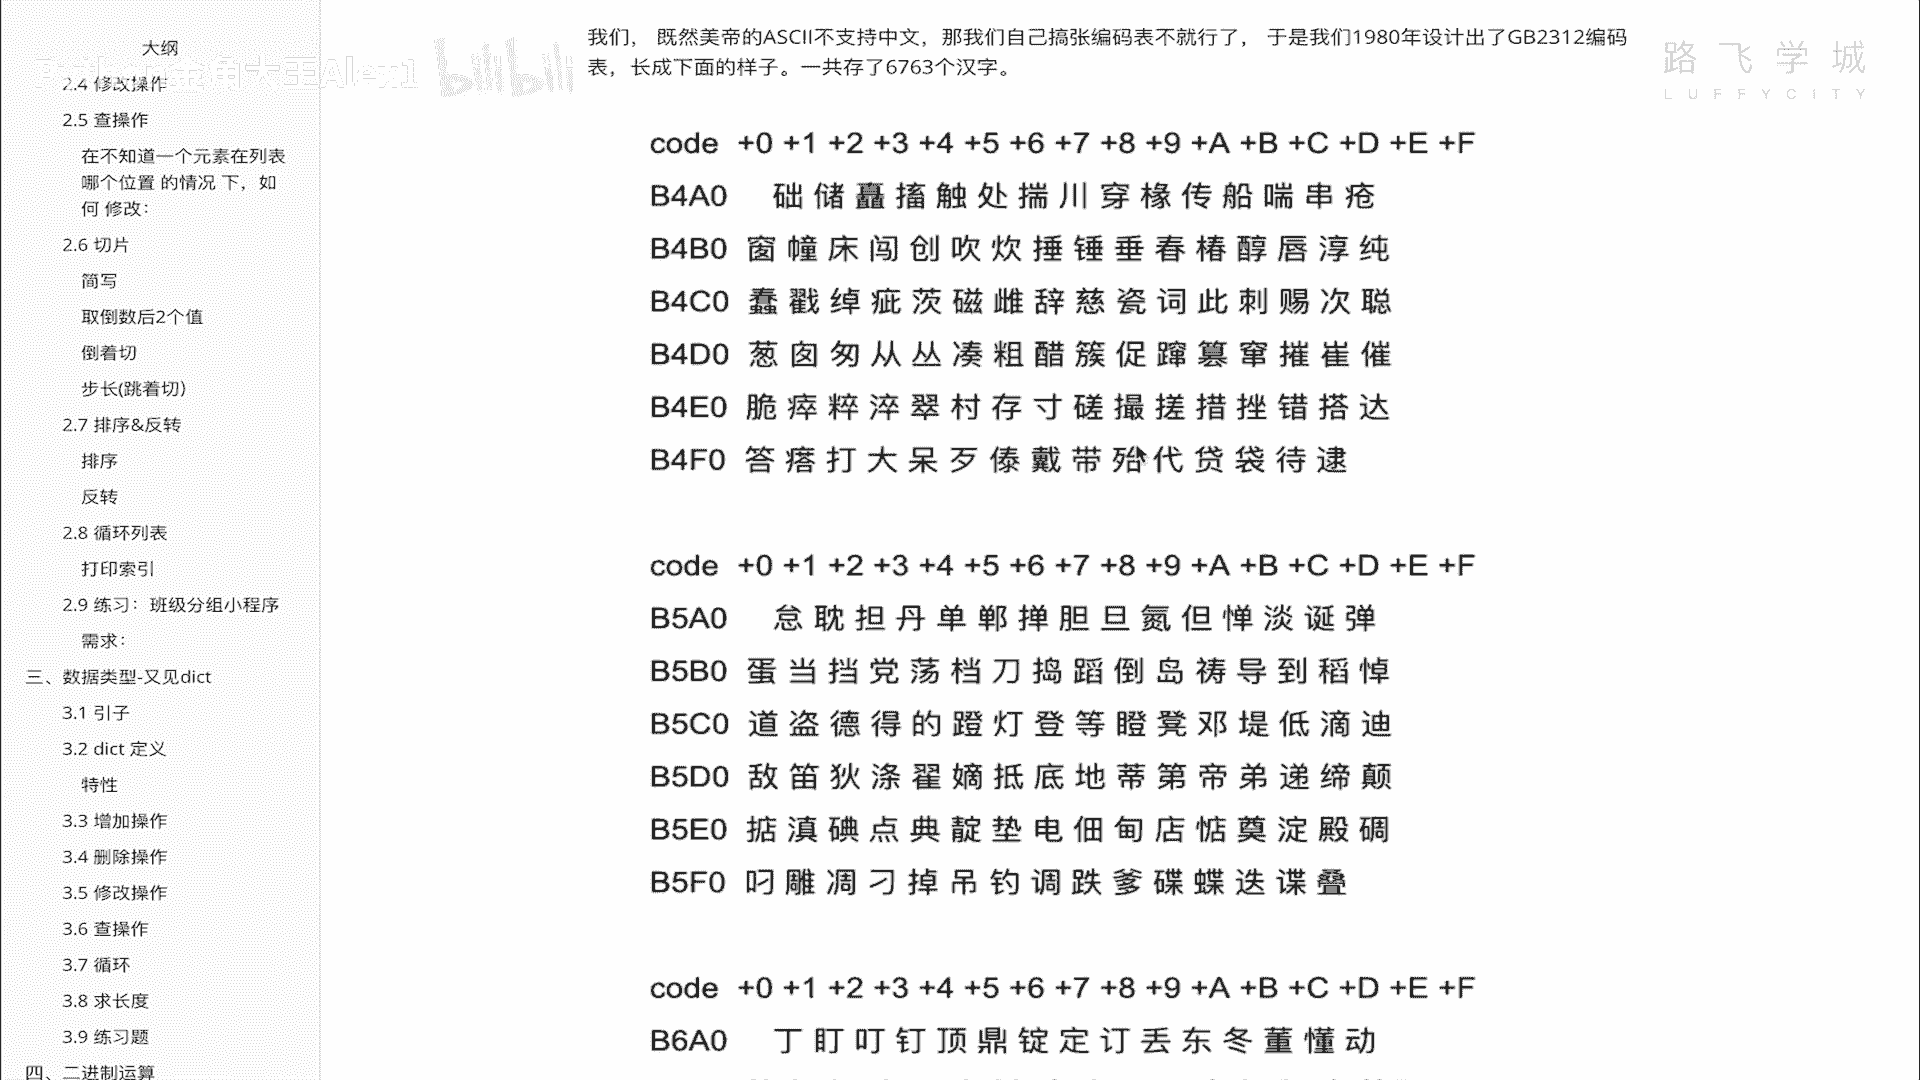 大纲
2.4 修改操作
2.5 查操作
在不知道一个元素在列表
哪个位置 的情况 下，如
何 修改：
2.6 切片
简写
取倒数后2个值
倒着切
步长(跳着切）
2.7 排序&反转
排序
反转
2.8 循环列表
打印索引
2.9 练习：班级分组小程序
需求：
三、数据类型-又见dict
3.1 引子
3.2 dict 定义
特性
3.3 增加操作
3.4 删除操作
3.5 修改操作
3.6 查操作
3.7 循环
3.8 求长度
3.9 练习题
四、二进制运算
bilibili
我们， 既然美帝的ASCII不支持中文，那我们自己搞张编码表不就行了， 于是我们1980年设计出了GB2312编码
表，长成下面的样子。一共存了6763个汉字。
路飞学城
LUFFYCITY
code +0 +1 +2 +3 +4 +5 +6 +7 +8 +9 +A +B +C +D +E +F
B4A0 础 储 矗 搐 触 处 揣 川 穿 椽 传 船 喘 串 疮
B4B0 窗 幢 床 闯 创 吹 炊 捶 锤 垂 春 椿 醇 唇 淳 纯
B4C0 蠢 戳 绰 疵 茨 磁 雌 辞 慈 瓷 词 此 刺 赐 次 聪
B4D0 葱 囱 匆 从 丛 凑 粗 醋 簇 促 蹿 篡 窜 摧 崔 催
B4E0 脆 瘁 粹 淬 翠 村 存 寸 磋 撮 搓 措 挫 错 搭 达
B4F0 答 瘩 打 大 呆 歹 傣 戴 带 殆 代 贷 袋 待 逮
code +0 +1 +2 +3 +4 +5 +6 +7 +8 +9 +A +B +C +D +E +F
B5A0 怠 耽 担 丹 单 郸 掸 胆 旦 氮 但 惮 淡 诞 弹
B5B0 蛋 当 挡 党 荡 档 刀 捣 蹈 倒 岛 祷 导 到 稻 悼
B5C0 道 盗 德 得 的 蹬 灯 登 等 瞪 凳 邓 堤 低 滴 迪
B5D0 敌 笛 狄 涤 翟 嫡 抵 底 地 蒂 第 帝 弟 递 缔 颠
B5E0 掂 滇 碘 点 典 靛 垫 电 佃 甸 店 惦 奠 淀 殿 碉
B5F0 叼 雕 凋 刁 掉 吊 钓 调 跌 爹 碟 蝶 迭 谍 叠
code +0 +1 +2 +3 +4 +5 +6 +7 +8 +9 +A +B +C +D +E +F
B6A0 丁 盯 叮 钉 顶 鼎 锭 定 订 丢 东 冬 董 懂 动